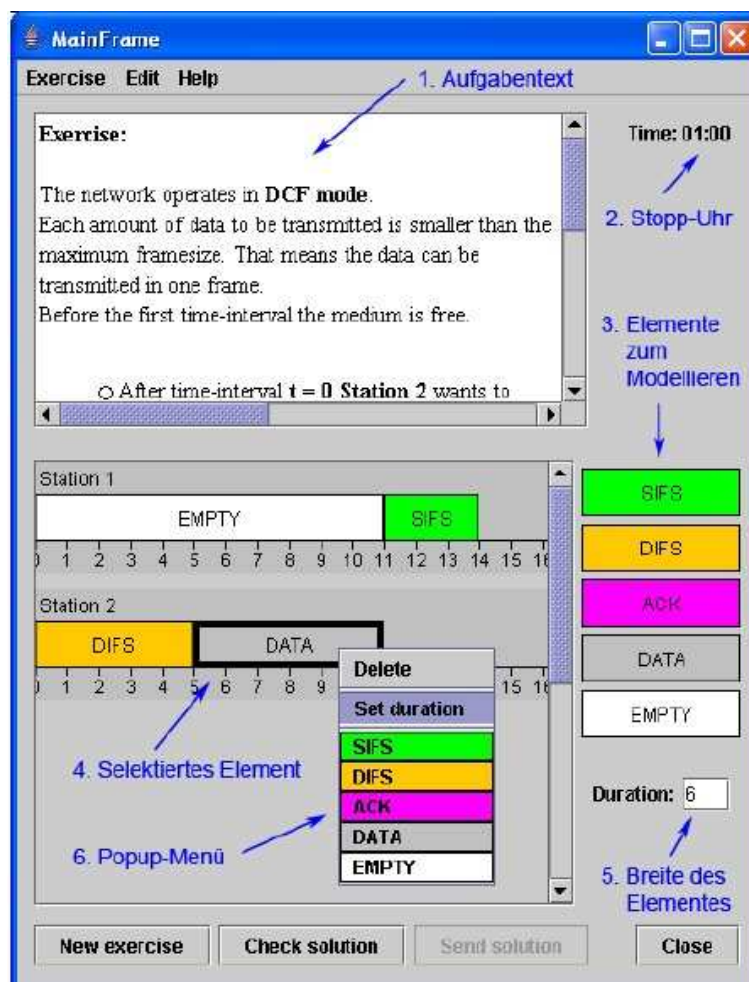 MainFrame
Exercise Edit Help
1. Aufgabentext
Exercise:
The network operates in DCF mode.
Each amount of data to be transmitted is smaller than the
maximum framesize. That means the data can be
transmitted in one frame.
Before the first time-interval the medium is free.
After time-interval t = 0 Station 2 wants to
Time: 01:00
2. Stopp-Uhr
3. Elemente
zum
Modellieren
Station 1
EMPTY SIFS
0 1 2 3 4 5 6 7 8 9 10 11 12 13 14 15 16
Station 2
DIFS DATA
0 1 2 3 4 5 6 7 8 9 15 16
4. Selektiertes Element
Delete
Set duration
SIFS
DIFS
ACK
DATA
EMPTY
6. Popup-Menü
SIFS
DIFS
ACK
DATA
EMPTY
Duration: 6
5. Breite des
Elementes
New exercise Check solution Send solution Close